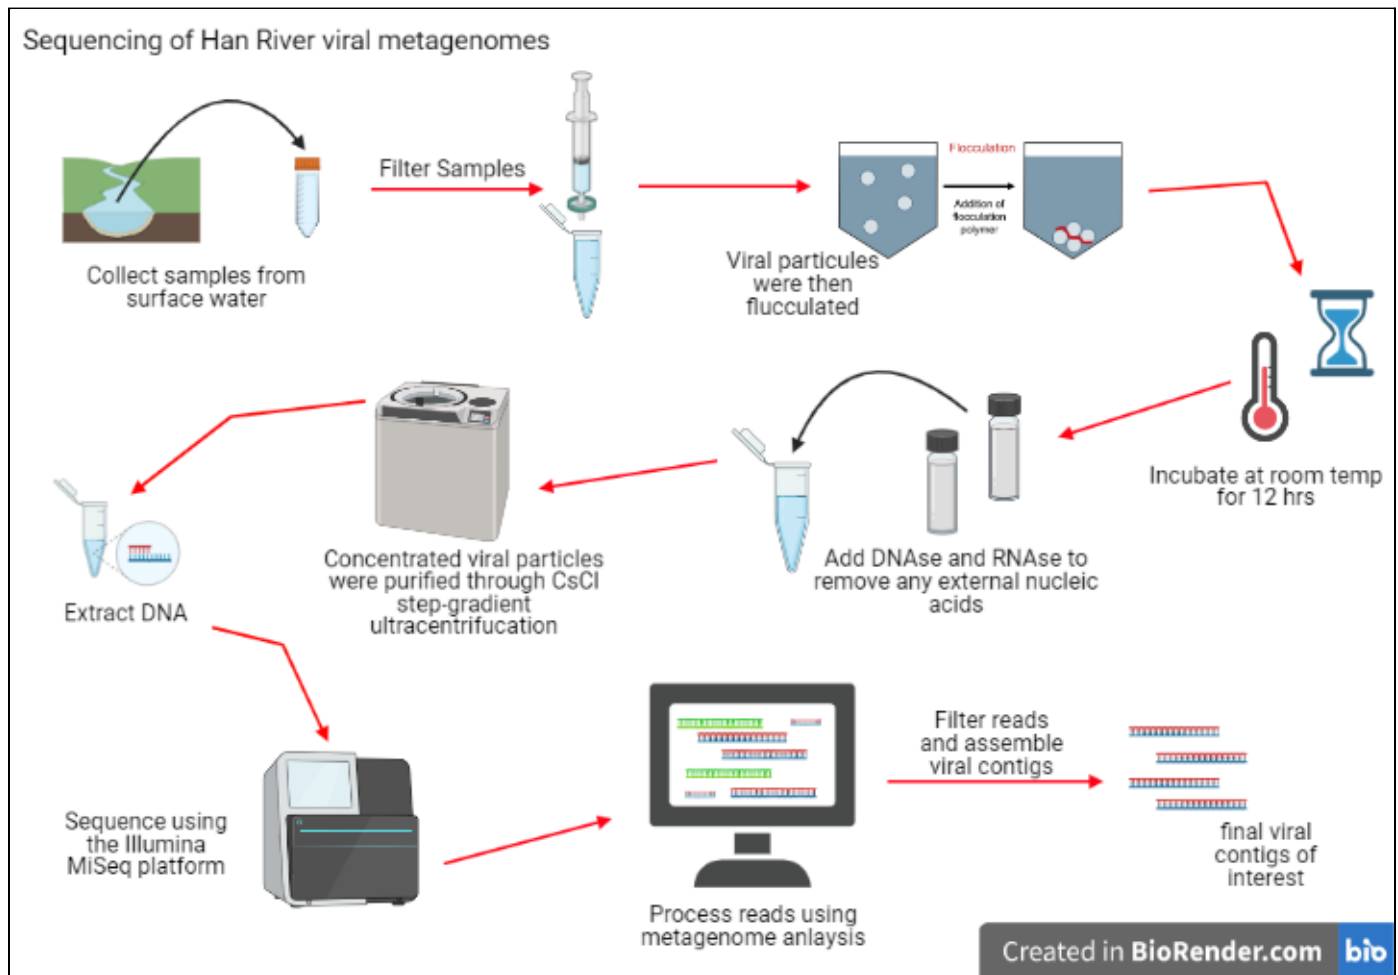 Sequencing of Han River viral metagenomes
Filter Samples
Collect samples from
surface water
Flocculation
Addition of
flocculation
polymer
Viral particules
were then
flucculated
Incubate at room temp
for 12 hrs
Add DNAse and RNAse to
remove any external nucleic
acids
Concentrated viral particles
were purified through CsCl
step-gradient
ultracentrifucation
Extract DNA
Sequence using
the Illumina
MiSeq platform
Process reads using
metagenome anlaysis
Filter reads
and assemble
viral contigs
final viral
contigs of
interest
Created in BioRender.com bio